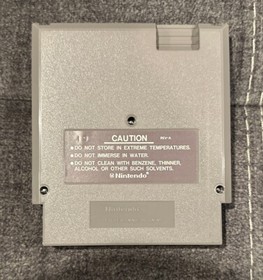 CAUTION REV-A
★DO NOT STORE IN EXTREME TEMPERATURES.
★DO NOT IMMERSE IN WATER.
★DO NOT CLEAN WITH BENZENE, THINNER,
ALCOHOL OR OTHER SUCH SOLVENTS.
®Nintendo®